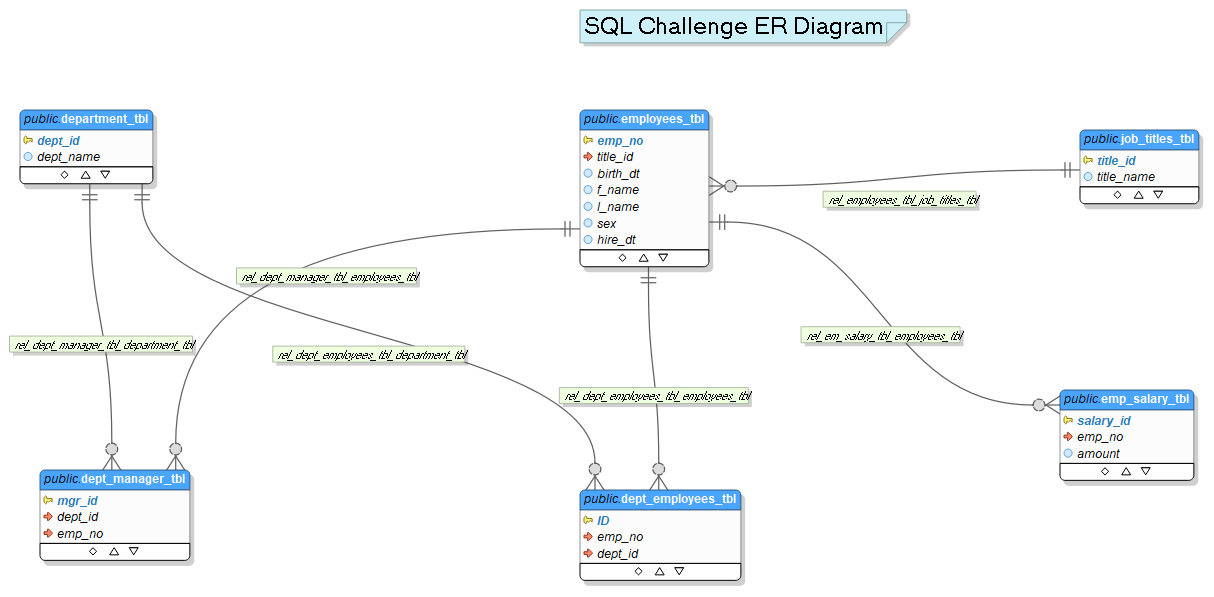 SQL Challenge ER Diagram
public.department_tbl
dept_id
dept_name
public.employees_tbl
emp_no
title_id
birth_dt
f_name
l_name
sex
hire_dt
public.job_titles_tbl
title_id
title_name
rel_employees_tbl_job_titles_tbl
rel_dept_manager_tbl_employees_tbl
rel_dept_manager_tbl_department_tbl
rel_dept_employees_tbl_department_tbl
rel_em_salary_tbl_employees_tbl
rel_dept_employees_tbl_employees_tbl
public.emp_salary_tbl
salary_id
emp_no
amount
public.dept_manager_tbl
mgr_id
dept_id
emp_no
public.dept_employees_tbl
ID
emp_no
dept_id